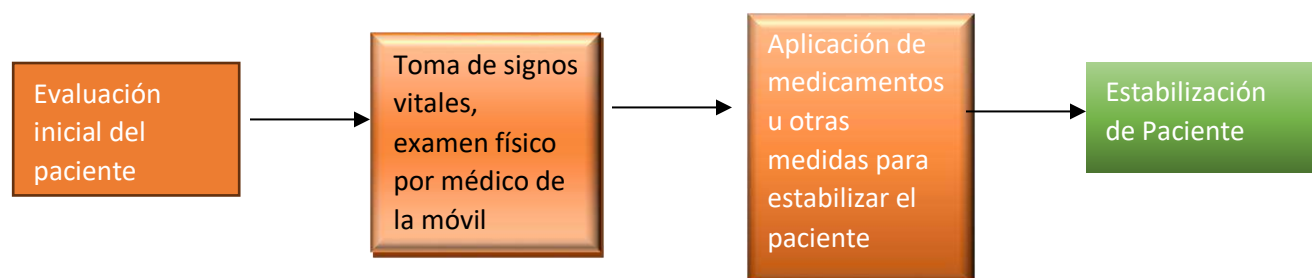 Evaluación
inicial del
paciente
Toma de signos
vitales,
examen físico
por médico de
la móvil
Aplicación de
medicamentos
u otras
medidas para
estabilizar el
paciente
Estabilización
de Paciente